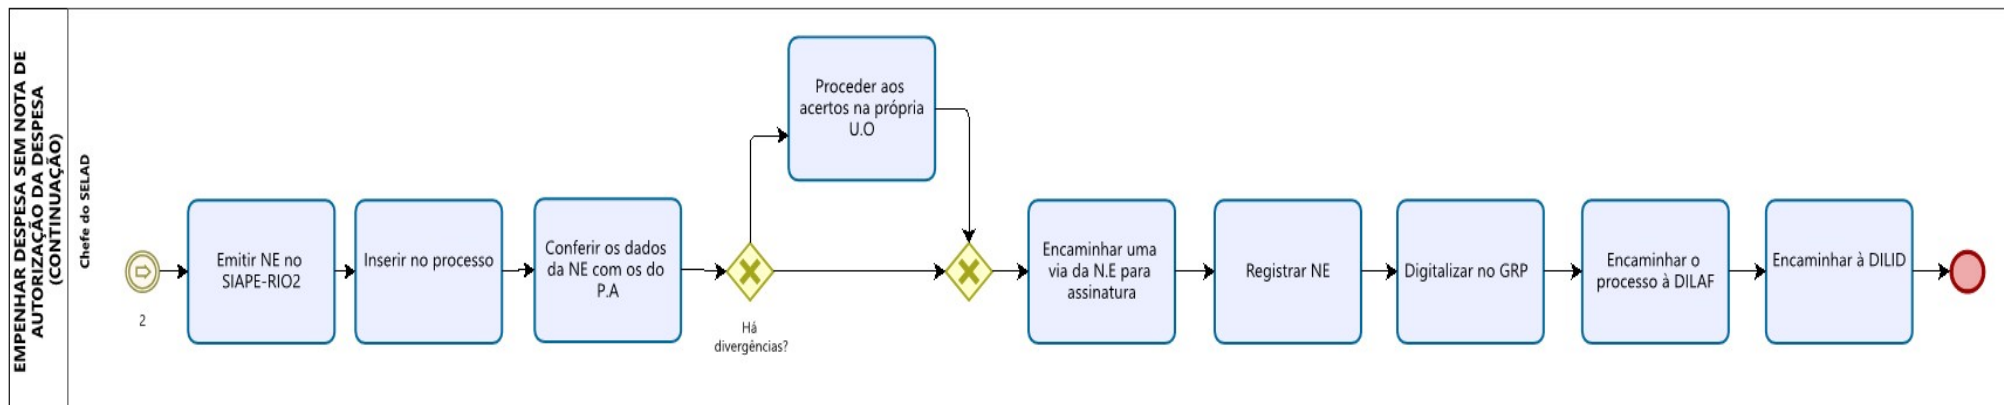 EMPENHAR DESPESA SEM NOTA DE
AUTORIZAÇÃO DA DESPESA
(CONTINUAÇÃO)
Chefe do SELAD
2
Emitir NE no
SIAPE-RIO2
Inserir no processo
Conferir os dados
da NE com os do
P.A
Há
divergências?
Proceder aos
acertos na própria
U.O
Encaminhar uma
via da N.E para
assinatura
Registrar NE
Digitalizar no GRP
Encaminhar o
processo à DILAF
Encaminhar à DILID